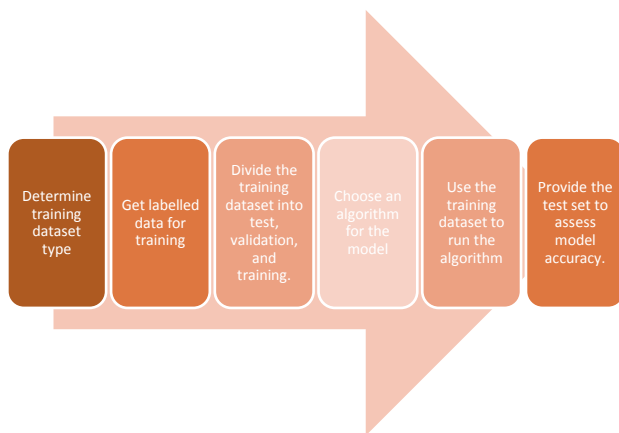 Determine
training
dataset
type
Get labelled
data for
training
Divide the
training
dataset into
test,
validation,
and
training.
Choose an
algorithm
for the
model
Use the
training
dataset to
run the
algorithm
Provide the
test set to
assess
model
accuracy.